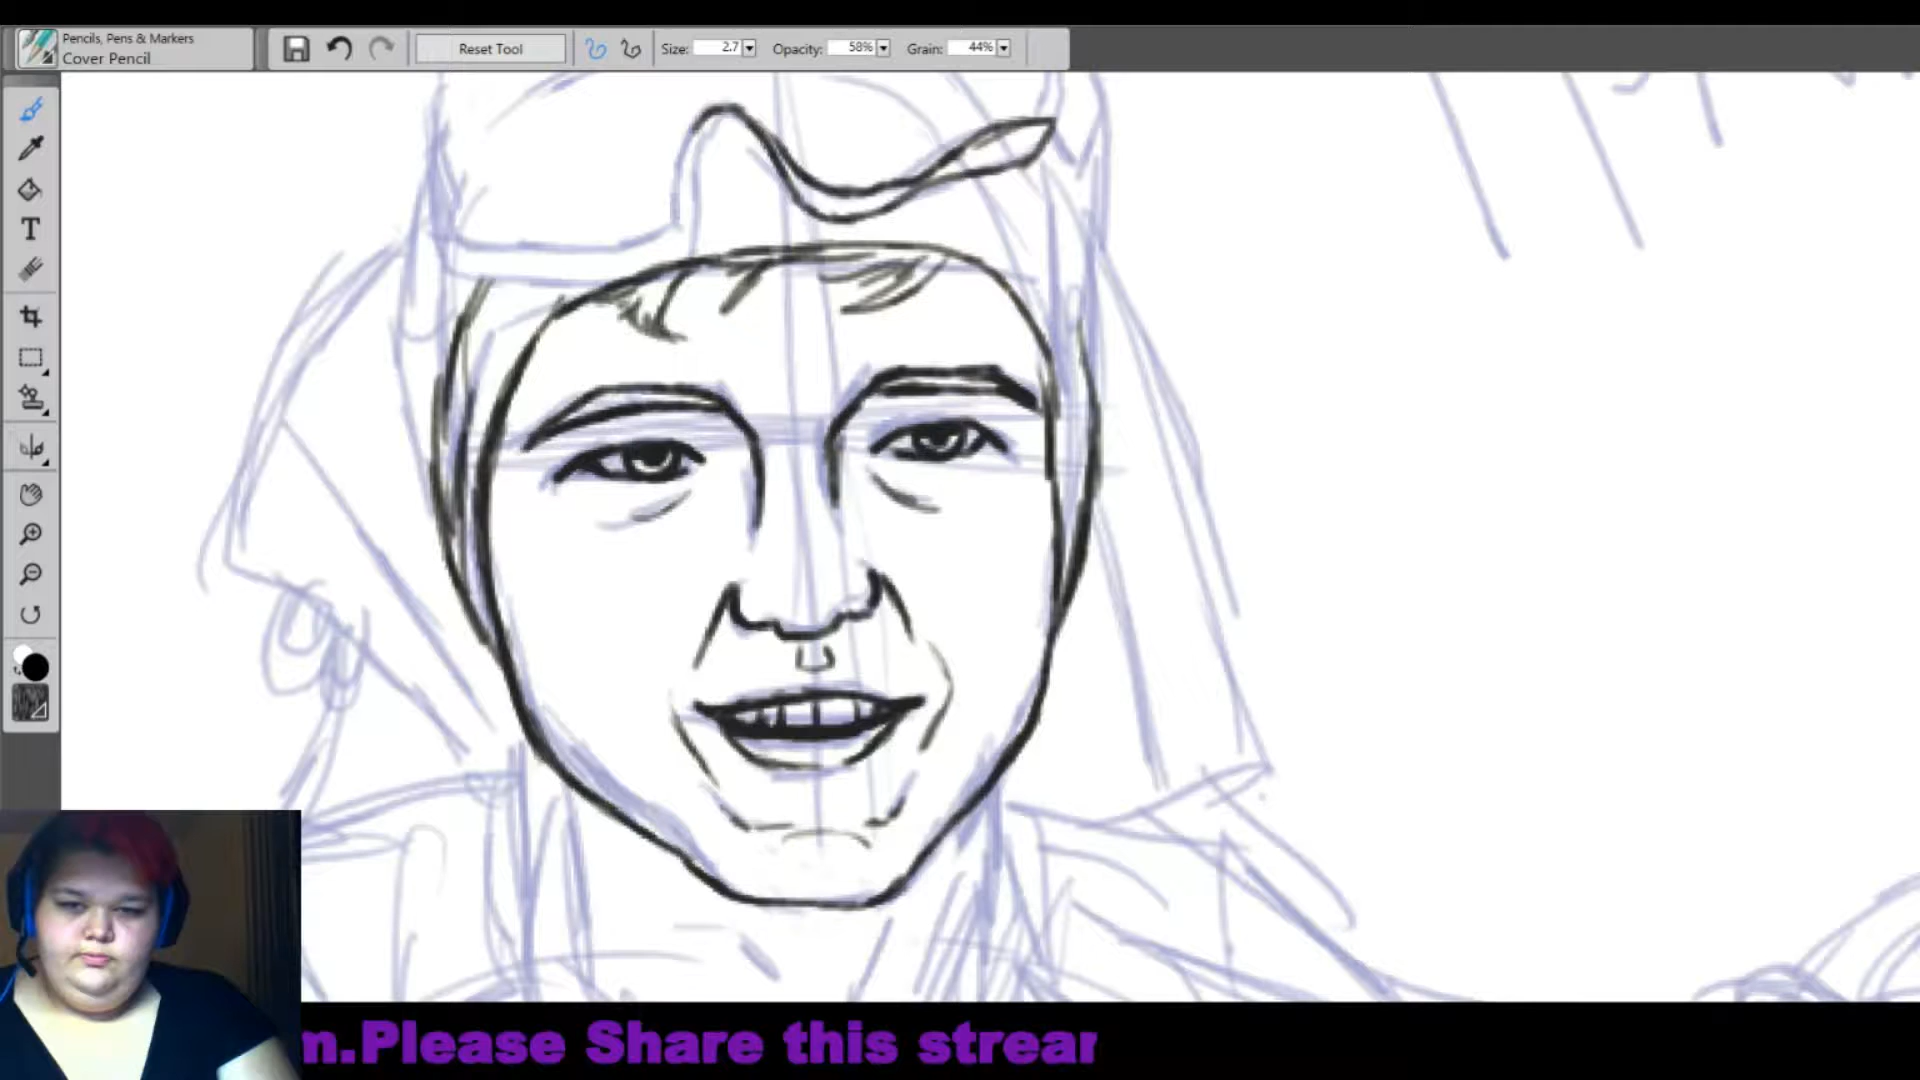 Pencils, Pens & Markers
Cover Pencil
Reset Tool
Size: 2.7
Opacity: 58%
Grain: 44%
T
m.Please Share this strear